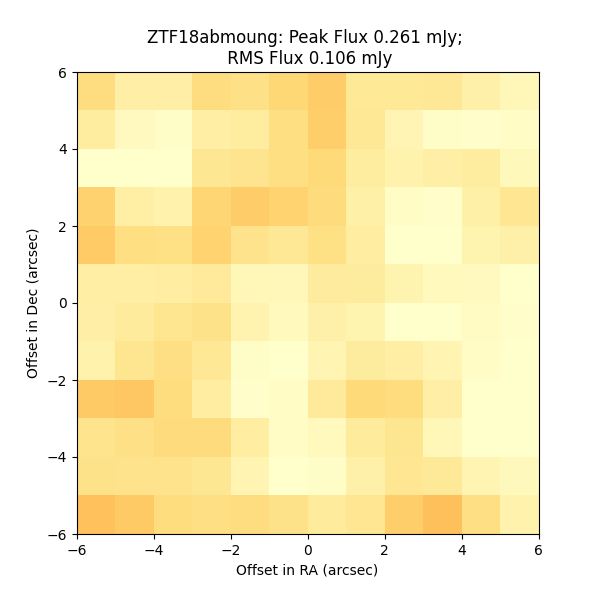 ZTF18abmoung: Peak Flux 0.261 mJy;
RMS Flux 0.106 mJy
6
4
2
0
−2
−4
−6
Offset in Dec (arcsec)
−6 −4 −2 0 2 4 6
Offset in RA (arcsec)